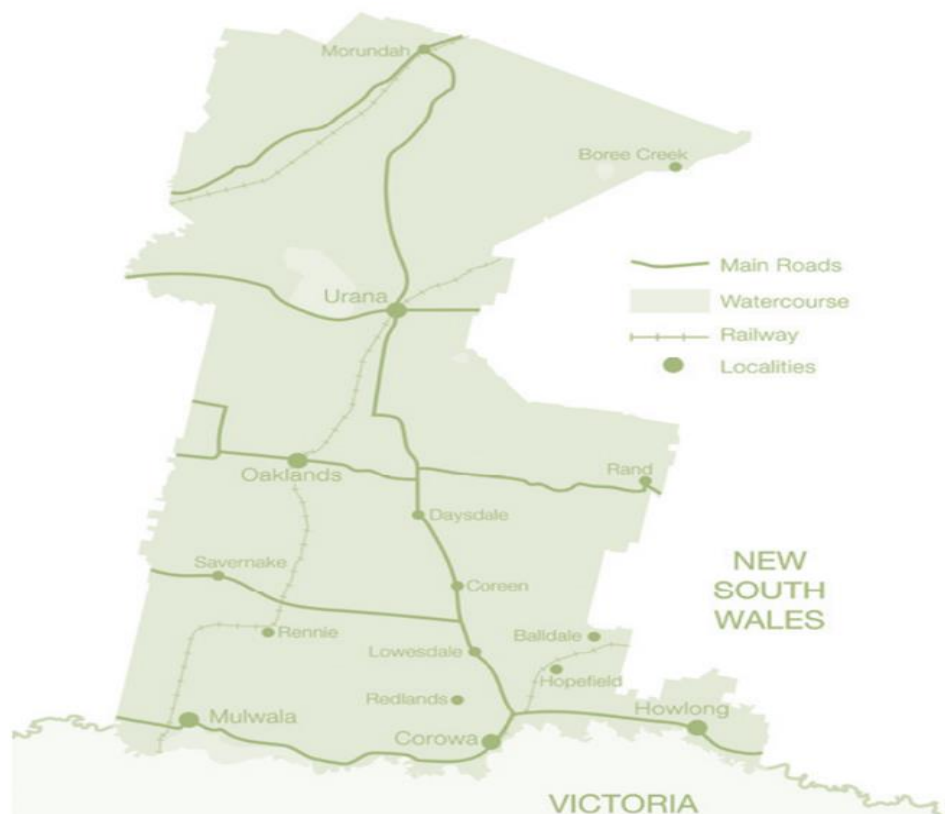 Morundah
Boree Creek
Main Roads
Urana
Watercourse
Railway
Localities
Oaklands
Rand
Daysdale
Savernake
NEW
SOUTH
WALES
Coreen
Rennie
Balldale
Lowesdale
Hopefield
Redlands
Howlong
Mulwala
Corowa
VICTORIA